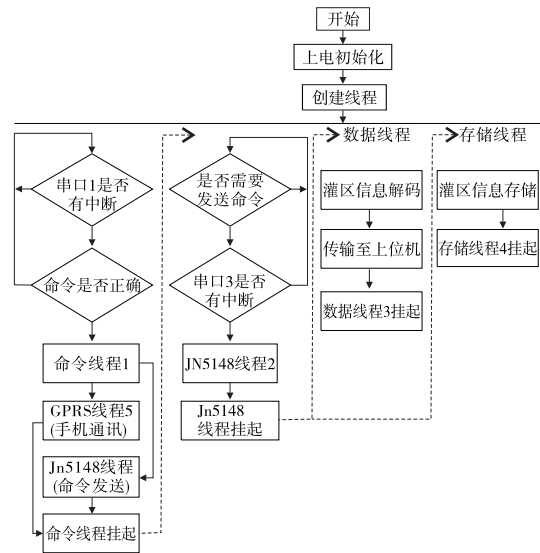 开始
上电初始化
创建线程
数据线程
存储线程
串口1是否
有中断
命令是否正确
命令线程1
GPRS线程5
(手机通讯)
Jn5148线程
(命令发送)
命令线程挂起
是否需要
发送命令
串口3是否
有中断
JN5148线程2
Jn5148
线程挂起
灌区信息解码
传输至上位机
数据线程3挂起
灌区信息存储
存储线程4挂起